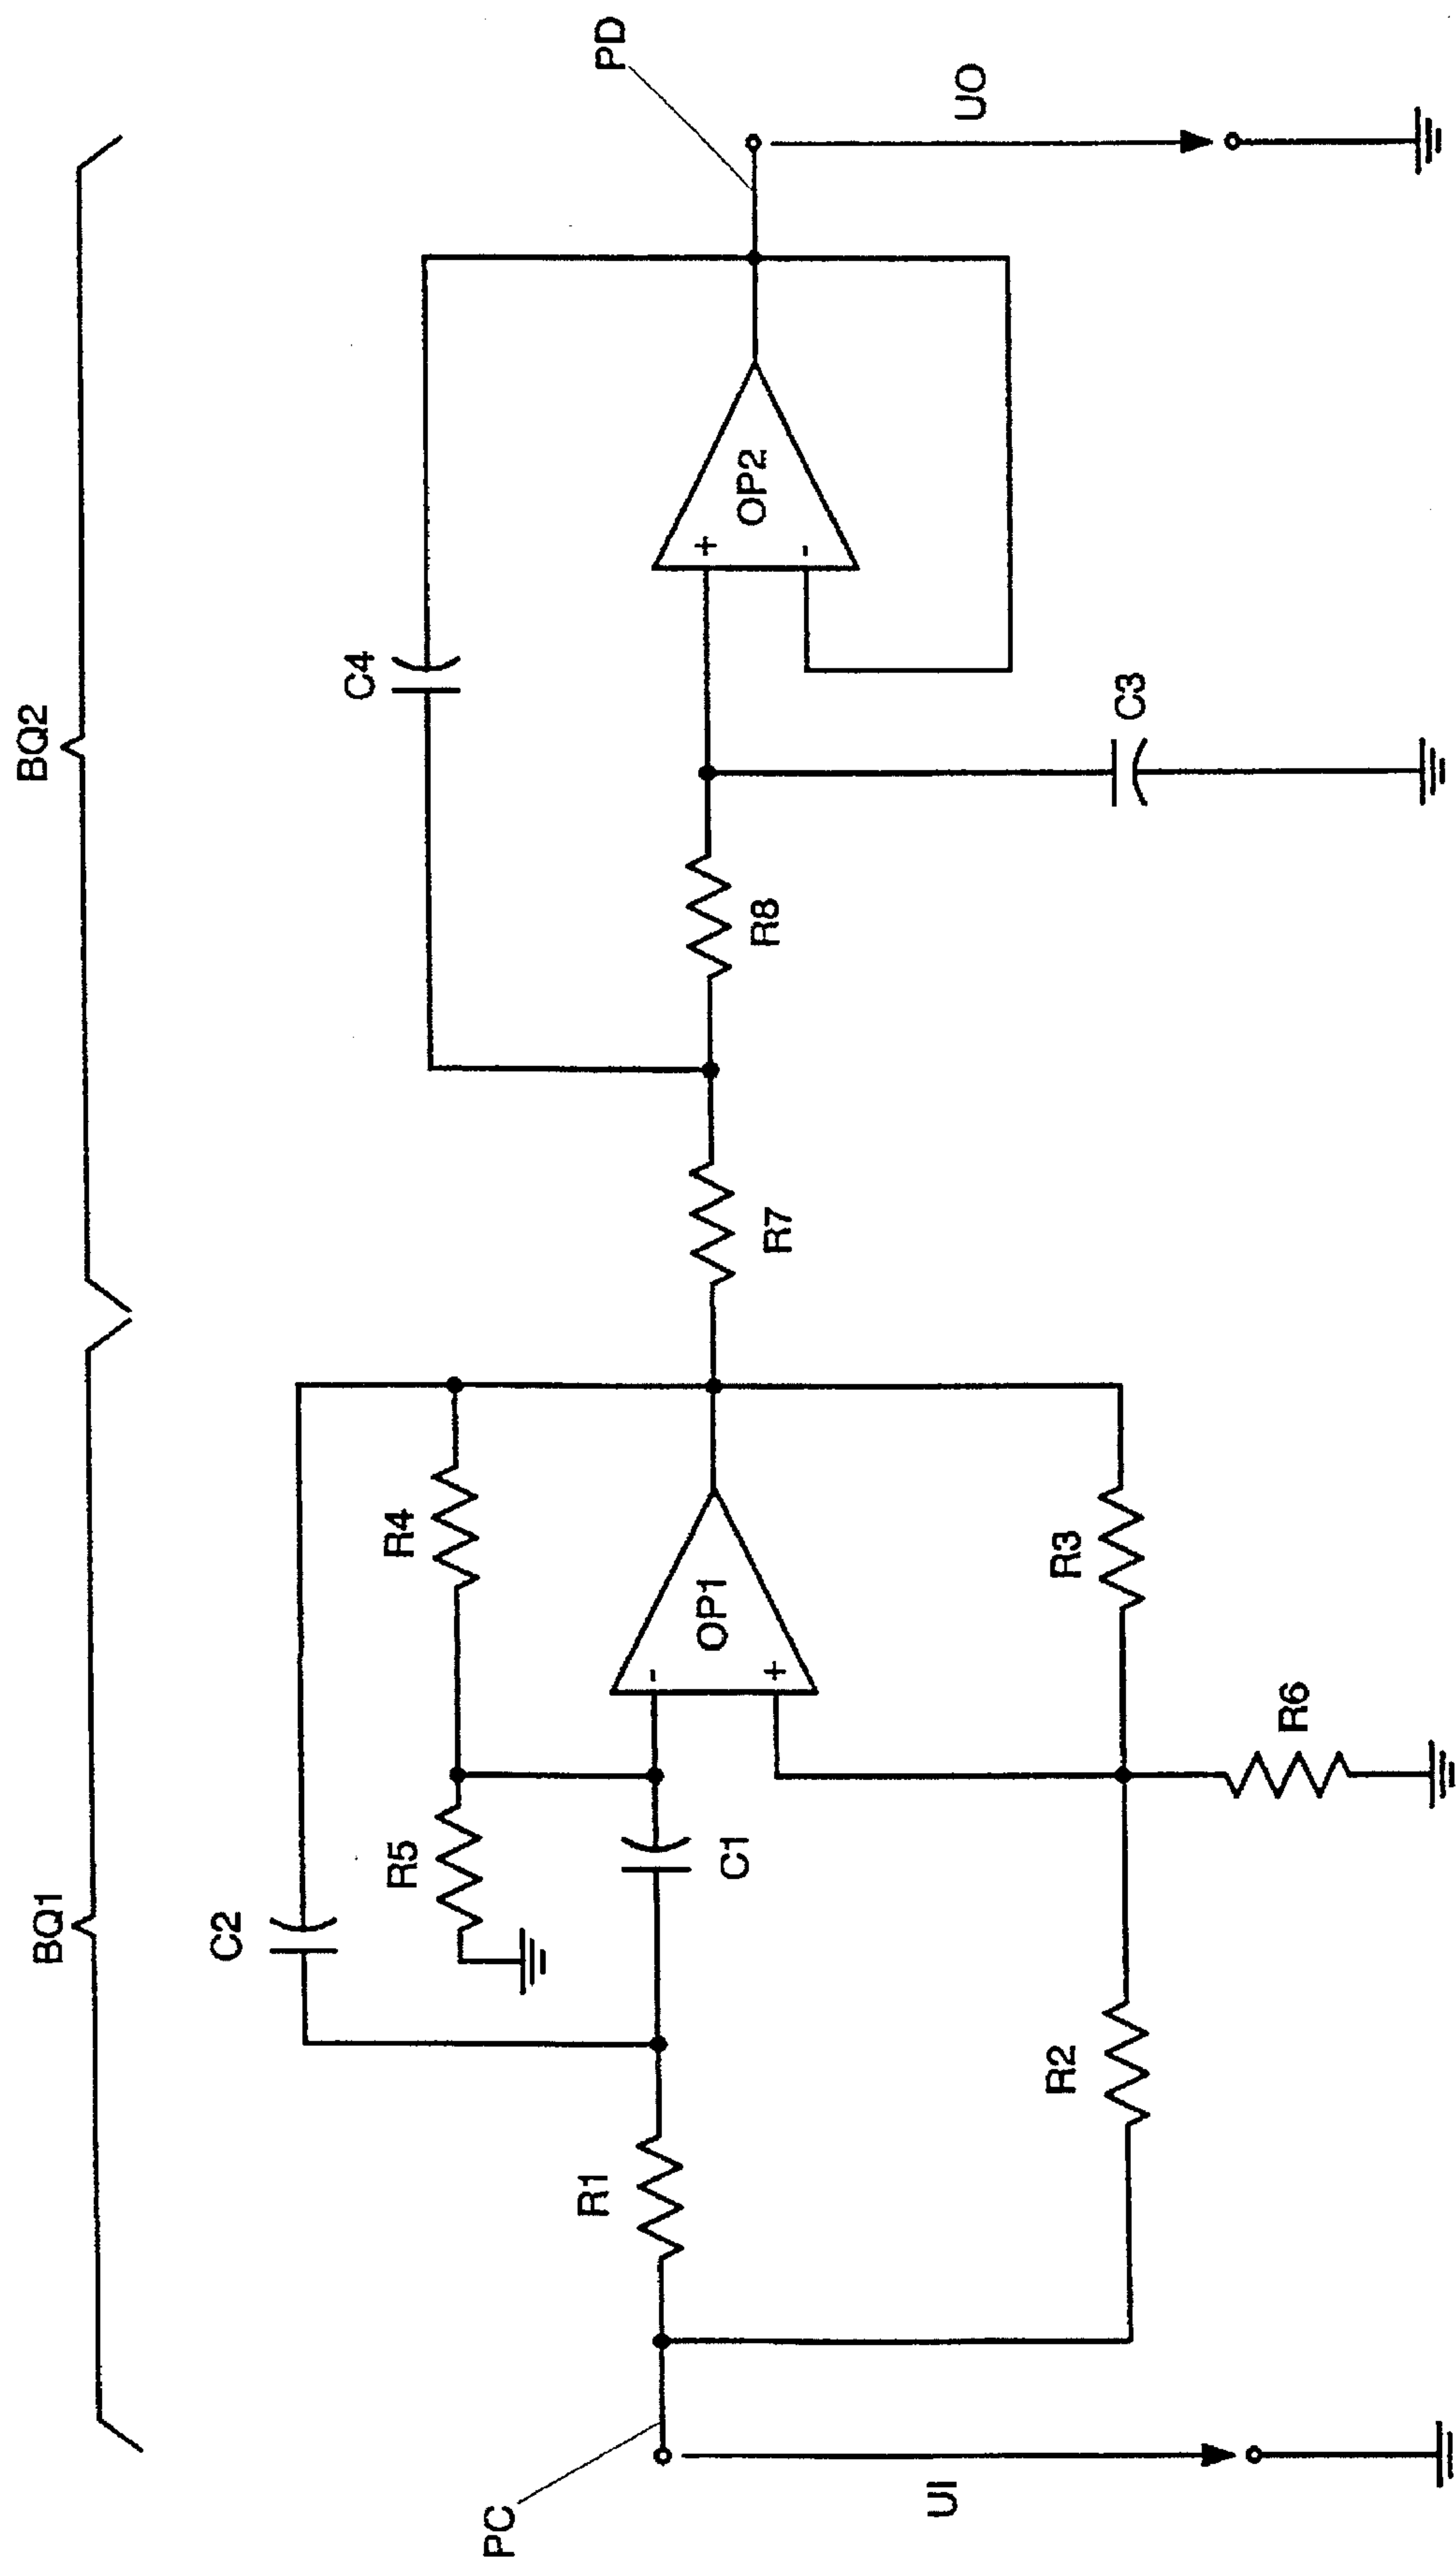 BQ1
BQ2
C2
R5
R4
C4
PD
PC
R1
C1
-
OP1
+
R7
R8
+
OP2
-
UI
R2
R3
R6
C3
UO